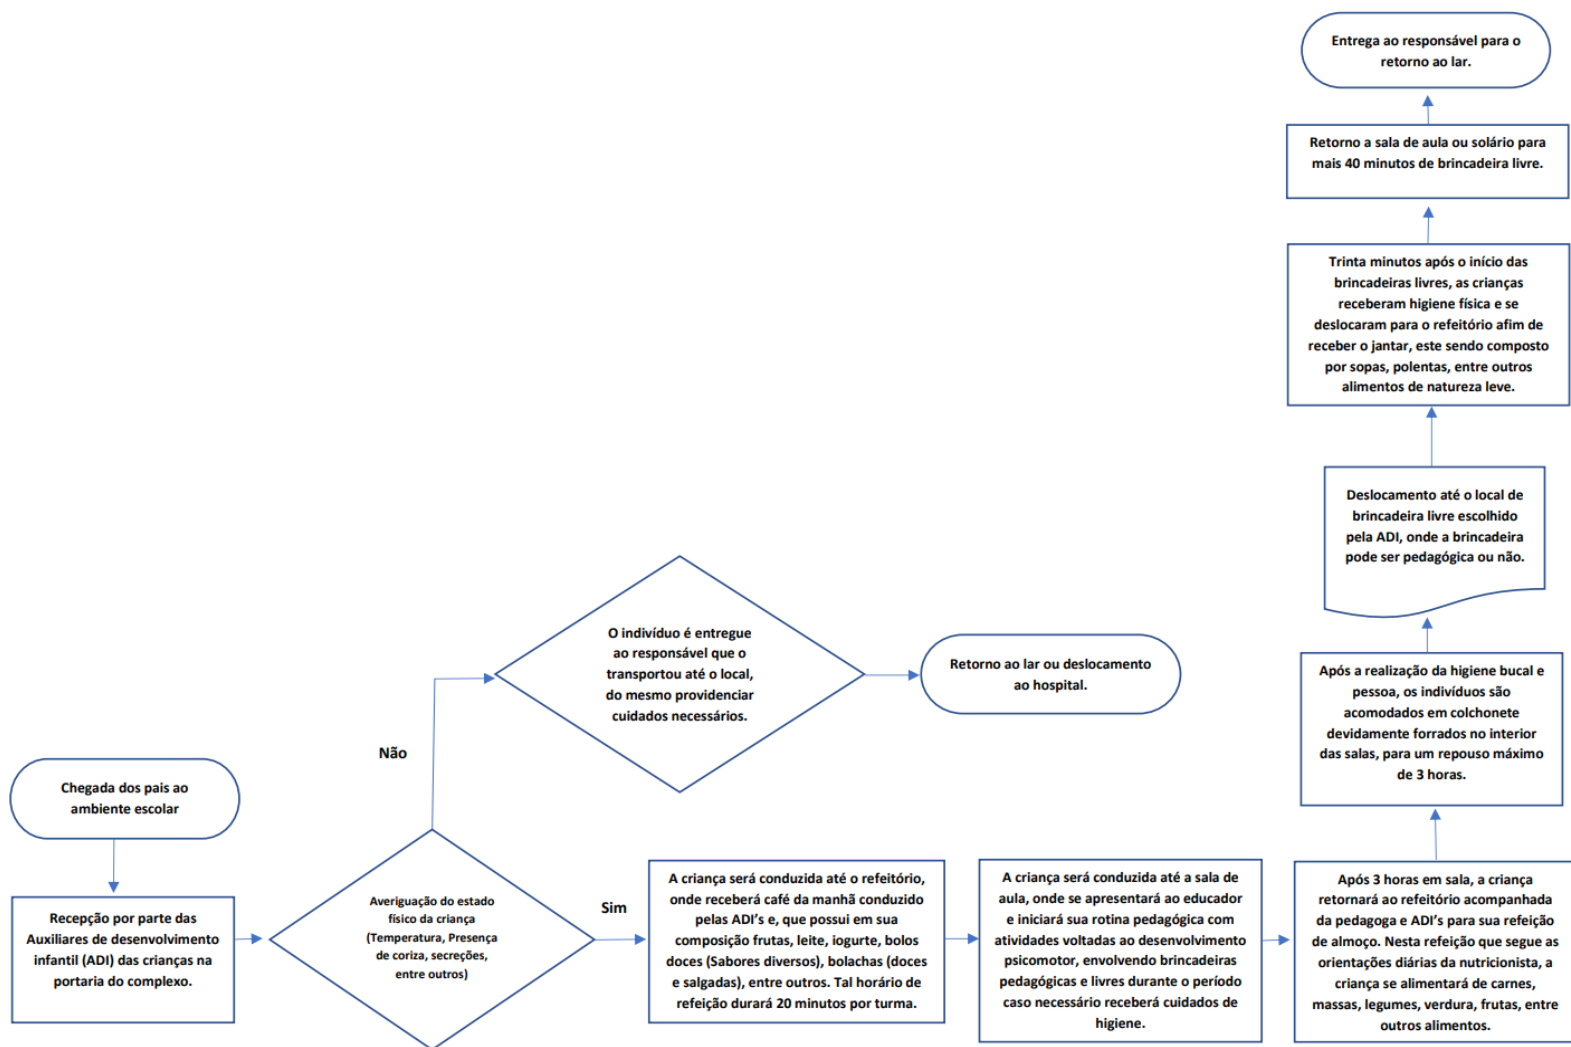 Chegada dos pais ao
ambiente escolar
Recepção por parte das
Auxiliares de desenvolvimento
infantil (ADI) das crianças na
portaria do complexo.
Averiguação do estado
físico da criança
(Temperatura, Presença
de coriza, secreções,
entre outros)
Não
O indivíduo é entregue
ao responsável que o
transportou até o local,
do mesmo providenciar
cuidados necessários.
Retorno ao lar ou deslocamento
ao hospital.
Sim
A criança será conduzida até o refeitório,
onde receberá café da manhã conduzido
pelas ADI's e, que possui em sua
composição frutas, leite, iogurte, bolos
doces (Sabores diversos), bolachas (doces
e salgadas), entre outros. Tal horário de
refeição durará 20 minutos por turma.
A criança será conduzida até a sala de
aula, onde se apresentará ao educador
e iniciará sua rotina pedagógica com
atividades voltadas ao desenvolvimento
psicomotor, envolvendo brincadeiras
pedagógicas e livres durante o período
caso necessário receberá cuidados de
higiene.
Após 3 horas em sala, a criança
retornará ao refeitório acompanhada
da pedagoga e ADI's para sua refeição
de almoço. Nesta refeição que segue as
orientações diárias da nutricionista, a
criança se alimentará de carnes,
massas, legumes, verdura, frutas, entre
outros alimentos.
Após a realização da higiene bucal e
pessoa, os indivíduos são
acomodados em colchonete
devidamente forrados no interior
das salas, para um repouso máximo
de 3 horas.
Deslocamento até o local de
brincadeira livre escolhido
pela ADI, onde a brincadeira
pode ser pedagógica ou não.
Trinta minutos após o início das
brincadeiras livres, as crianças
receberam higiene física e se
deslocaram para o refeitório afim de
receber o jantar, este sendo composto
por sopas, polentas, entre outros
alimentos de natureza leve.
Retorno a sala de aula ou solário para
mais 40 minutos de brincadeira livre.
Entrega ao responsável para o
retorno ao lar.